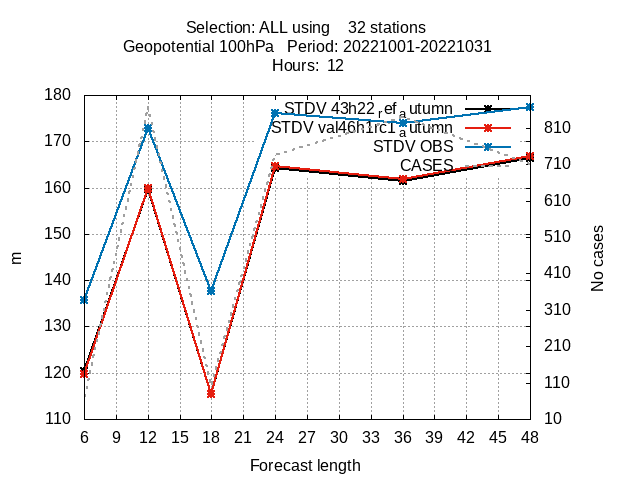 Selection: ALL using 32 stations
Geopotential 100hPa Period: 20221001-20221031
Hours: 12
180
170
160
150
140
130
120
110
m
STDV 43h22_ref_autumn
STDV val46h1rc1_autumn
STDV OBS
CASES
810
710
610
510
410
310
210
110
10
No cases
6 9 12 15 18 21 24 27 30 33 36 39 42 45 48
Forecast length